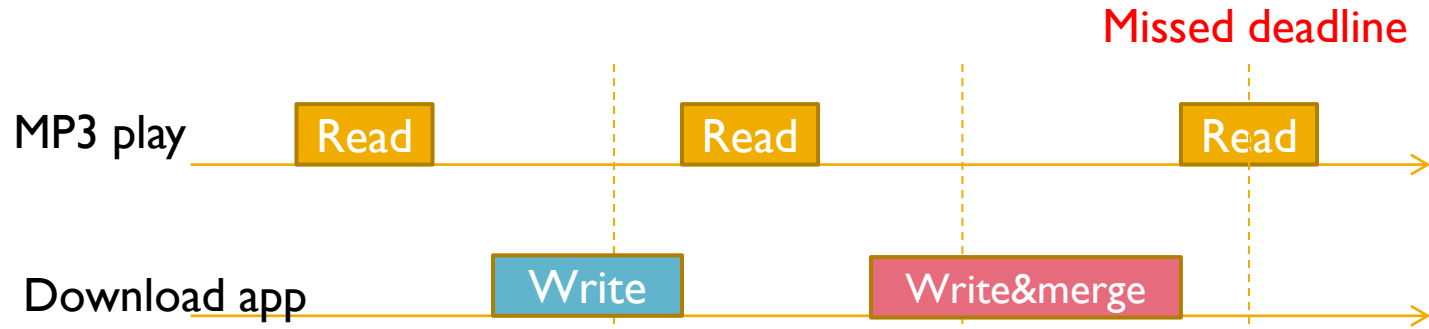 Missed deadline
MP3 play
Read
Read
Read
Download app
Write
Write&merge